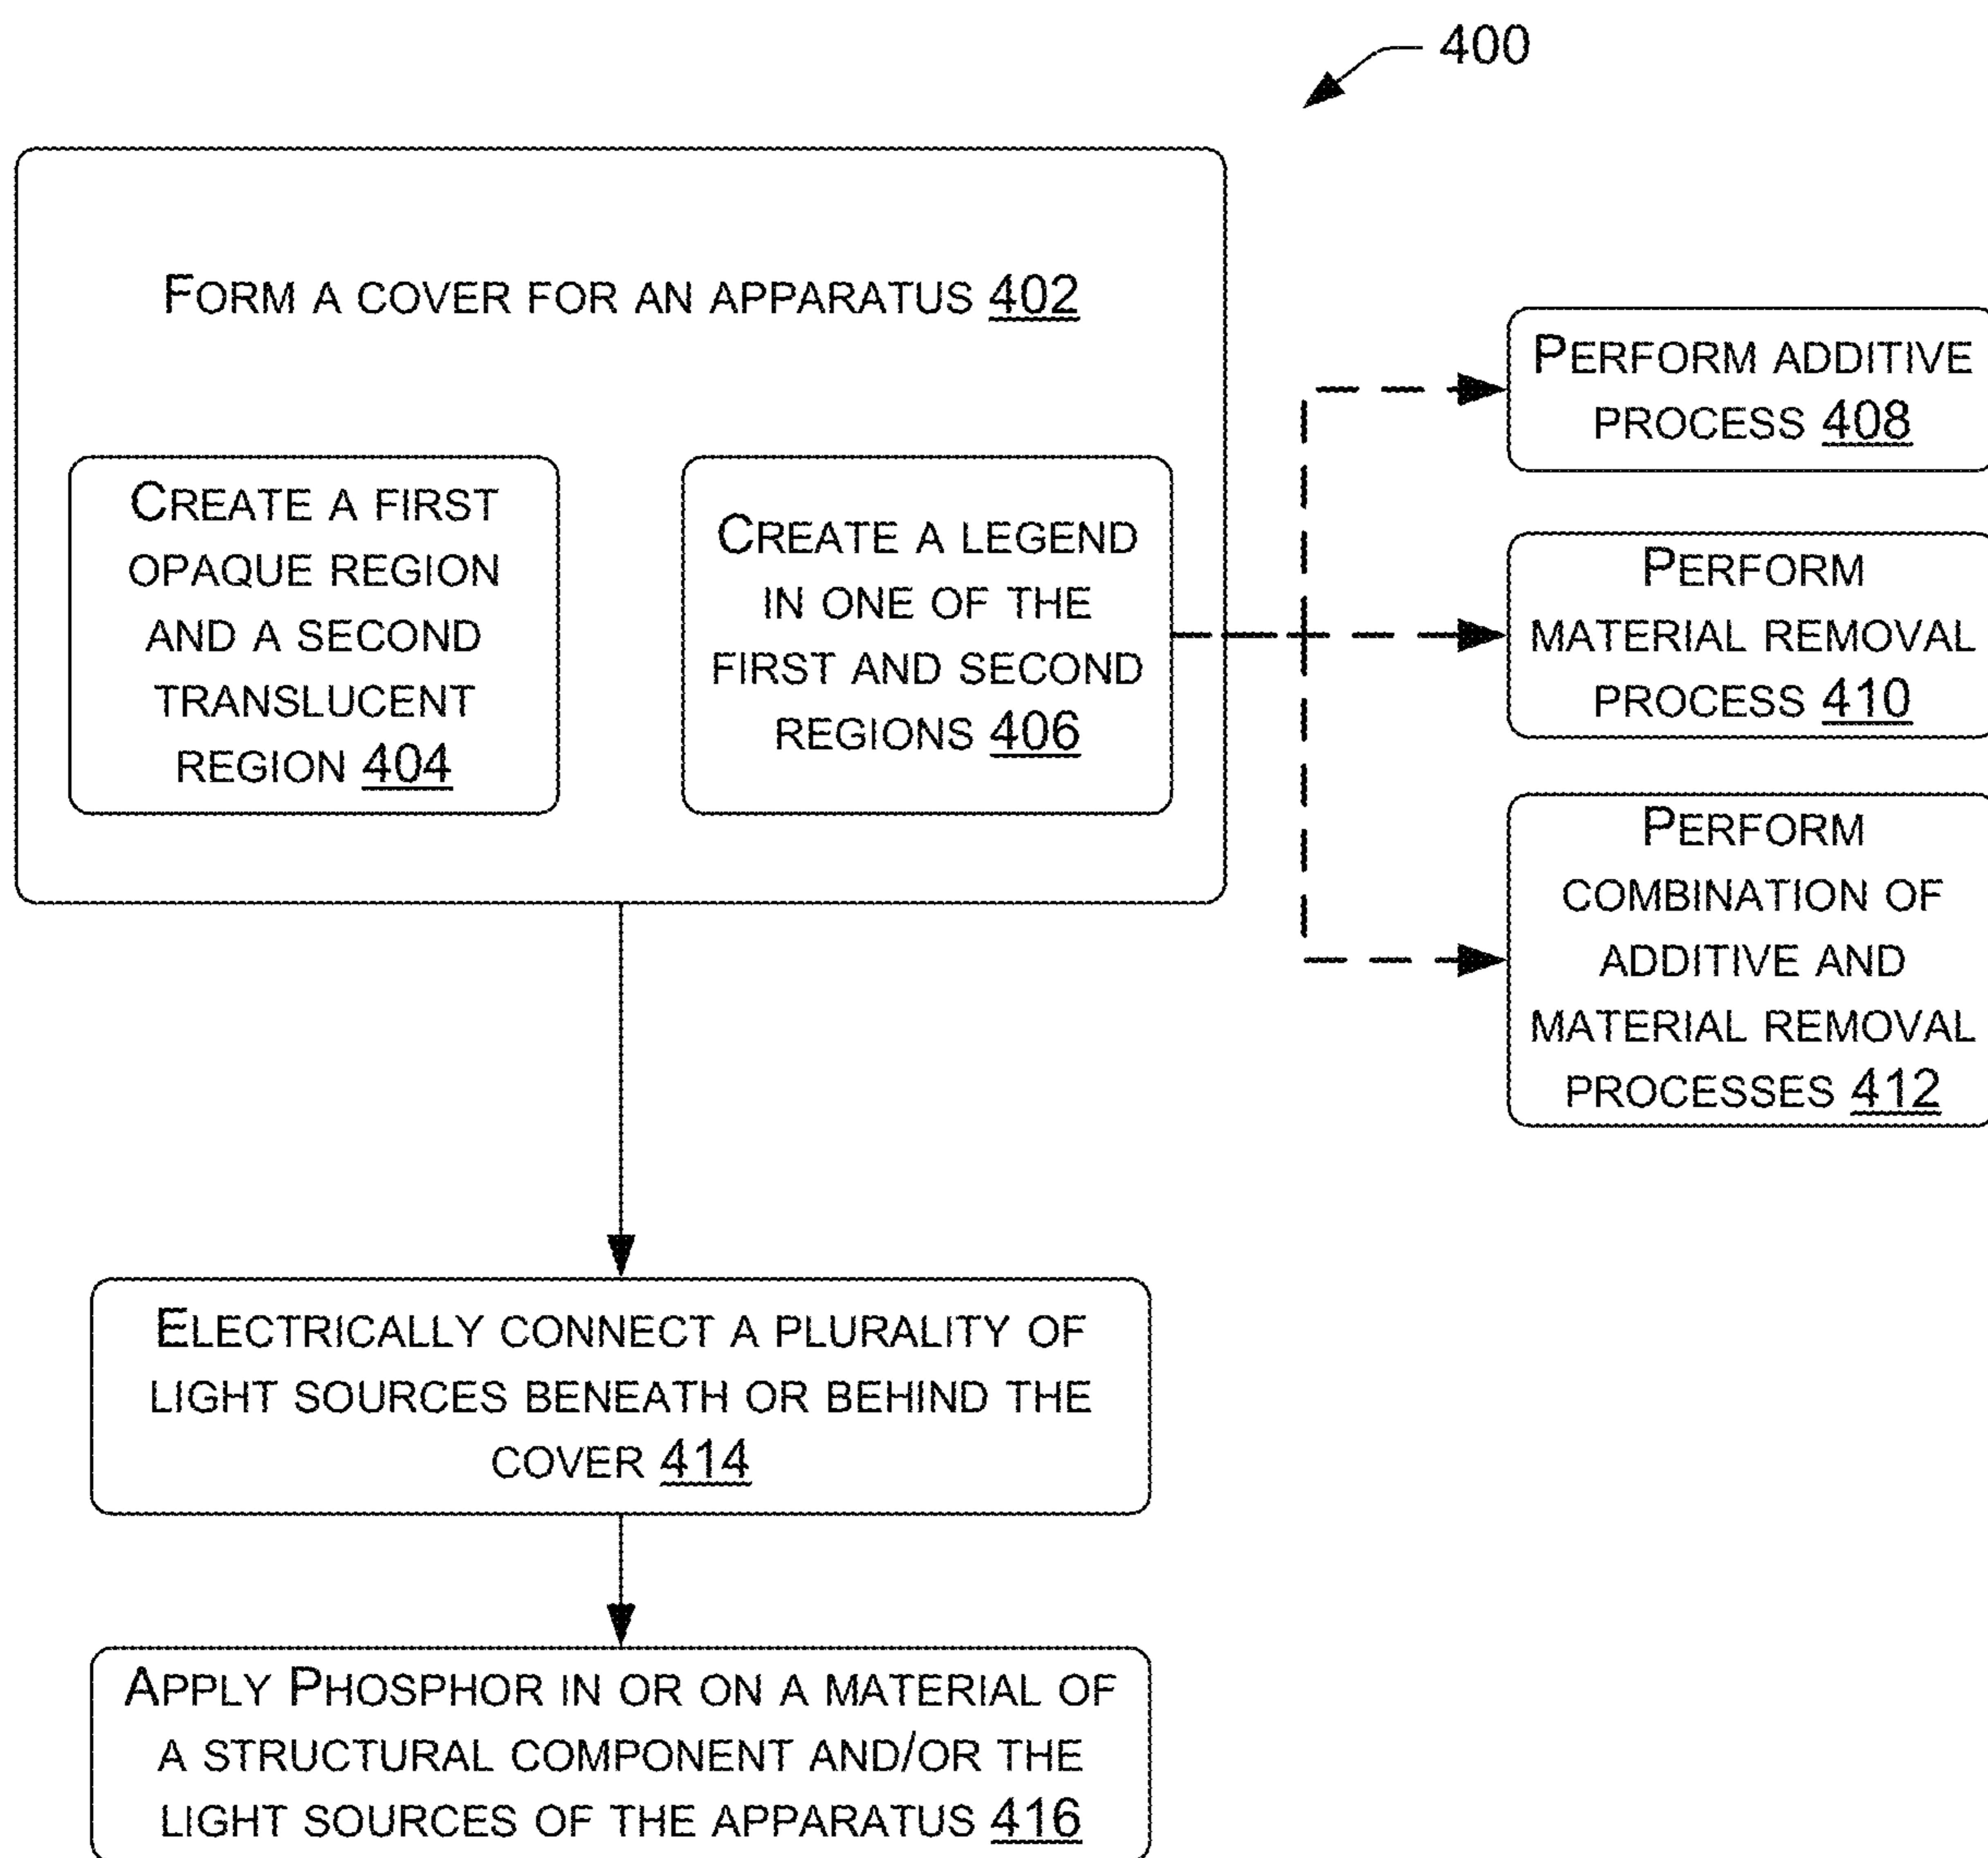 400
FORM A COVER FOR AN APPARATUS 402
CREATE A FIRST
OPAQUE REGION
AND A SECOND
TRANSLUCENT
REGION 404
CREATE A LEGEND
IN ONE OF THE
FIRST AND SECOND
REGIONS 406
PERFORM ADDITIVE
PROCESS 408
PERFORM
MATERIAL REMOVAL
PROCESS 410
PERFORM
COMBINATION OF
ADDITIVE AND
MATERIAL REMOVAL
PROCESSES 412
ELECTRICALLY CONNECT A PLURALITY OF
LIGHT SOURCES BENEATH OR BEHIND THE
COVER 414
APPLY PHOSPHOR IN OR ON A MATERIAL OF
A STRUCTURAL COMPONENT AND/OR THE
LIGHT SOURCES OF THE APPARATUS 416